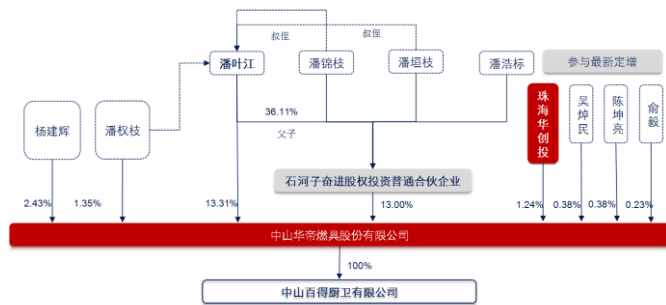 叔侄
叔侄
潘叶江
潘锦枝
潘垣枝
潘浩标
参与最新定增
杨建辉
潘权枝
36.11%
父子
珠海华创投
吴焯民
陈坤亮
俞毅
石河子奋进股权投资普通合伙企业
2.43%
1.35%
13.31%
13.00%
1.24%
0.38%
0.38%
0.23%
中山华帝燃具股份有限公司
100%
中山百得厨卫有限公司